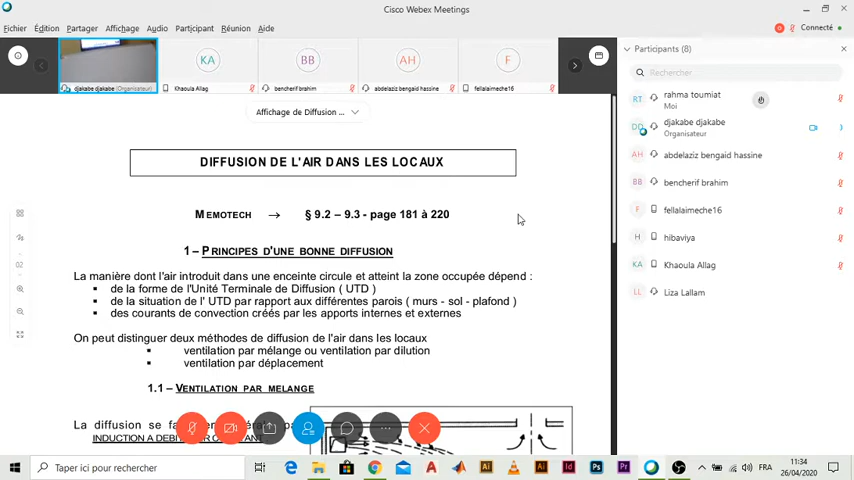 Cisco Webex Meetings
Fichier Édition Partager Affichage Audio Participant Réunion Aide
Connecté
KA
BB
AH
F
djakabe djakabe (Organisateur)
Khaoula Allag
bencherif brahim
abdelaziz bengaid hassine
fellalaimeche16
Participants (8)
Rechercher
RT
rahma toumiat
Moi
DD
djakabe djakabe
Organisateur
AH
abdelaziz bengaid hassine
BB
bencherif brahim
F
fellalaimeche16
H
hibaviya
KA
Khaoula Allag
LL
Liza Lallam
Affichage de Diffusion ...
02
DIFFUSION DE L'AIR DANS LES LOCAUX
MEMOTECH → § 9.2 – 9.3 - page 181 à 220
1 – PRINCIPES D'UNE BONNE DIFFUSION
La manière dont l'air introduit dans une enceinte circule et atteint la zone occupée dépend :
▪ de la forme de l'Unité Terminale de Diffusion ( UTD )
▪ de la situation de l' UTD par rapport aux différentes parois ( murs - sol - plafond )
▪ des courants de convection créés par les apports internes et externes
On peut distinguer deux méthodes de diffusion de l'air dans les locaux
▪ ventilation par mélange ou ventilation par dilution
▪ ventilation par déplacement
1.1 – VENTILATION PAR MELANGE
La diffusion se
INDUCTION A DEBIT
Taper ici pour rechercher
A
Ai
Ai
Id
Ps
Pr
FRA
11:34
26/04/2020